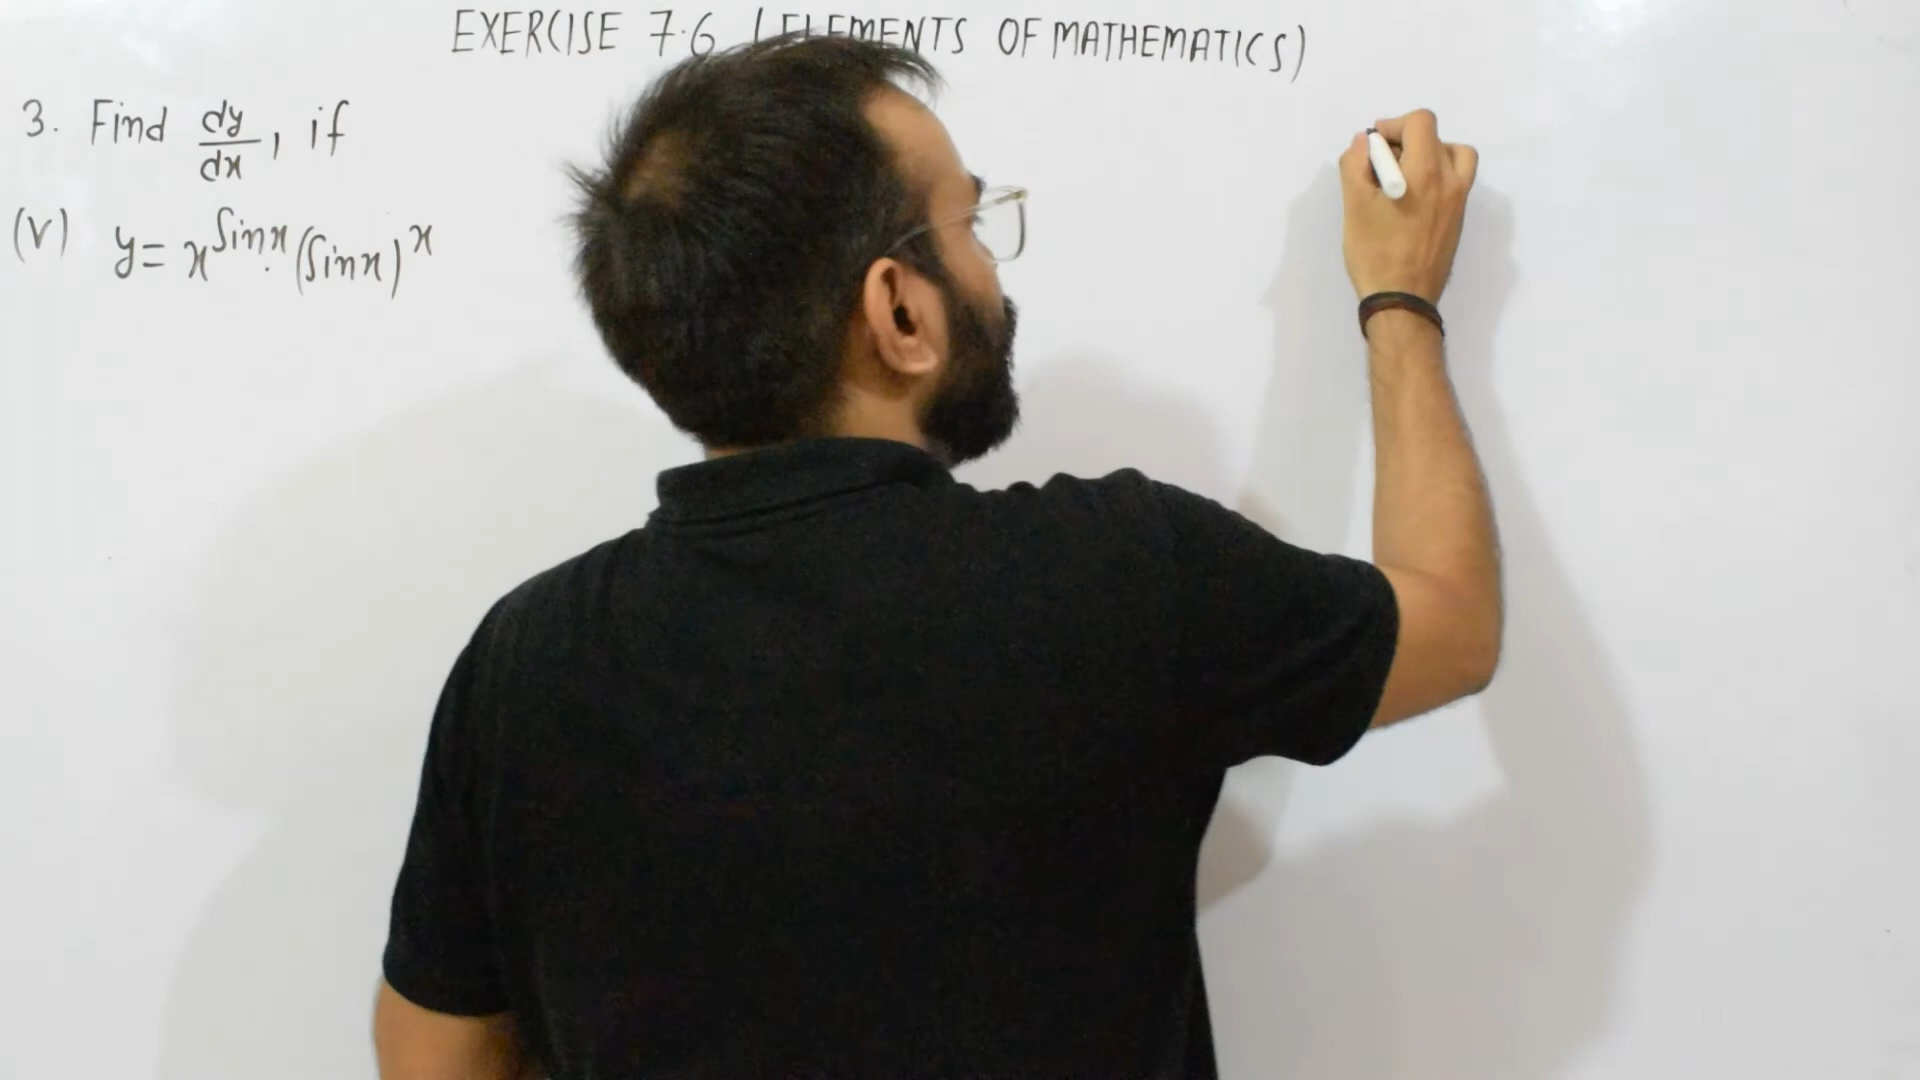 EXERCISE 7.6 (ELEMENTS OF MATHEMATICS)
3. Find dy/dx, if
(v) y = x^Sinx (Sinx)^x